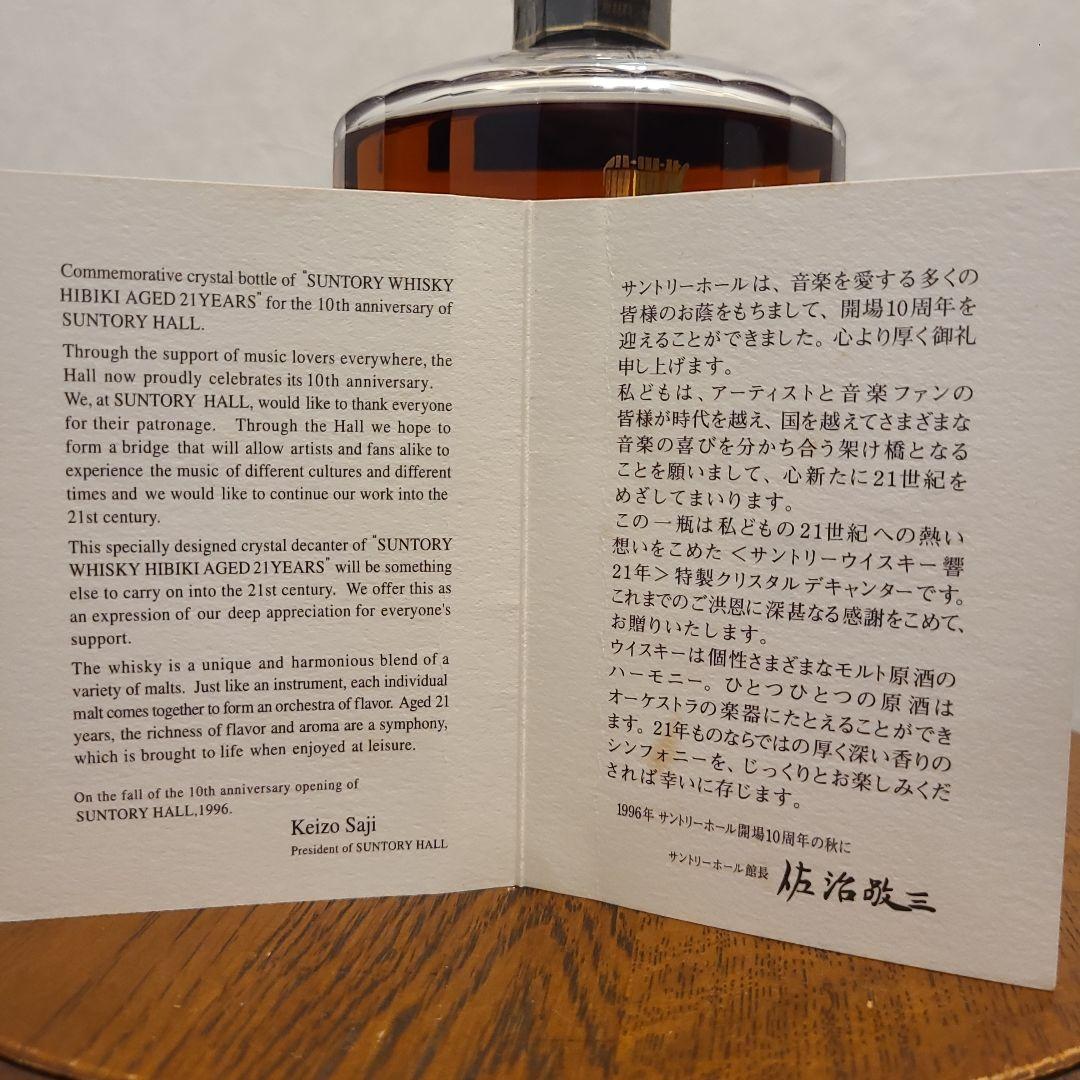 Commemorative crystal bottle of "SUNTORY WHISKY
HIBIKI AGED 21YEARS" for the 10th anniversary of
SUNTORY HALL.
Through the support of music lovers everywhere, the
Hall now proudly celebrates its 10th anniversary.
We, at SUNTORY HALL, would like to thank everyone
for their patronage. Through the Hall we hope to
form a bridge that will allow artists and fans alike to
experience the music of different cultures and different
times and we would like to continue our work into the
21st century.
This specially designed crystal decanter of "SUNTORY
WHISKY HIBIKI AGED 21YEARS" will be something
else to carry on into the 21st century. We offer this as
an expression of our deep appreciation for everyone's
support.
The whisky is a unique and harmonious blend of a
variety of malts. Just like an instrument, each individual
malt comes together to form an orchestra of flavor. Aged 21
years, the richness of flavor and aroma are a symphony,
which is brought to life when enjoyed at leisure.
On the fall of the 10th anniversary opening of
SUNTORY HALL,1996.
Keizo Saji
President of SUNTORY HALL
サントリーホールは、音楽を愛する多くの
皆様のお蔭をもちまして、開場10周年を
迎えることができました。心より厚く御礼
申し上げます。
私どもは、アーティストと音楽ファンの
皆様が時代を越え、国を越えてさまざまな
音楽の喜びを分かち合う架け橋となる
ことを願いまして、心新たに21世紀を
めざしてまいります。
この一瓶は私どもの21世紀への熱い
想いをこめた＜サントリーウイスキー響
21年＞特製クリスタルデキャンターです。
これまでのご洪恩に深甚なる感謝をこめて、
お贈りいたします。
ウイスキーは個性さまざまなモルト原酒の
ハーモニー。ひとつひとつの原酒は
オーケストラの楽器にたとえることができ
ます。21年ものならではの厚く深い香りの
シンフォニーを、じっくりとお楽しみくだ
されば幸いに存じます。
1996年 サントリーホール開場10周年の秋に
サントリーホール館長 佐治敬三